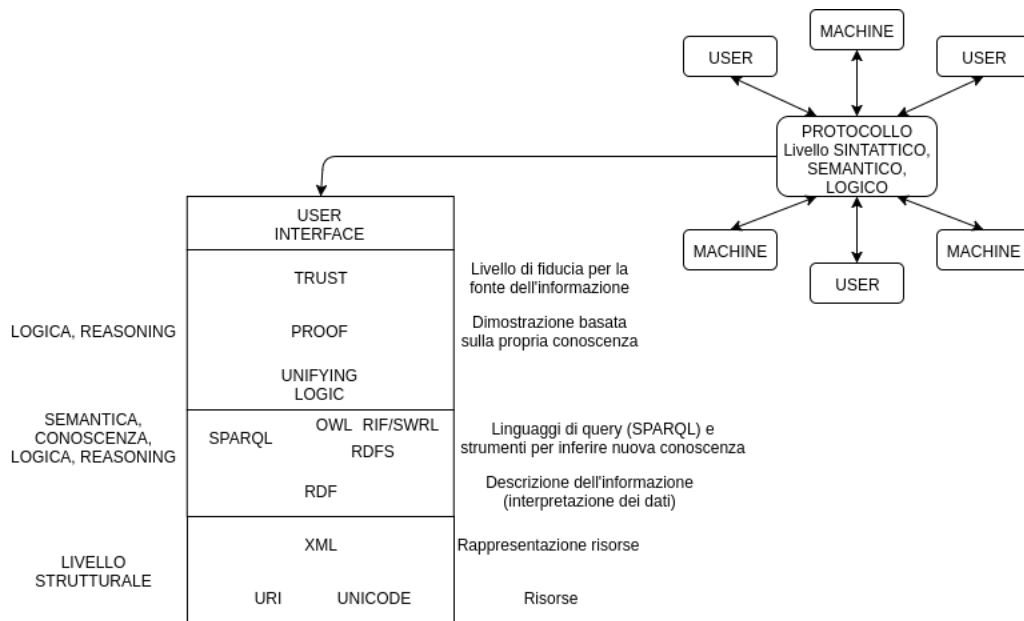 MACHINE
USER
USER
PROTOCOLLO
Livello SINTATTICO,
SEMANTICO,
LOGICO
MACHINE
MACHINE
USER
USER
INTERFACE
TRUST
Livello di fiducia per la
fonte dell'informazione
LOGICA, REASONING
PROOF
Dimostrazione basata
sulla propria conoscenza
UNIFYING
LOGIC
SEMANTICA,
CONOSCENZA,
LOGICA, REASONING
SPARQL
OWL RIF/SWRL
RDFS
Linguaggi di query (SPARQL) e
strumenti per inferire nuova conoscenza
RDF
Descrizione dell'informazione
(interpretazione dei dati)
LIVELLO
STRUTTURALE
XML
Rappresentazione risorse
URI
UNICODE
Risorse